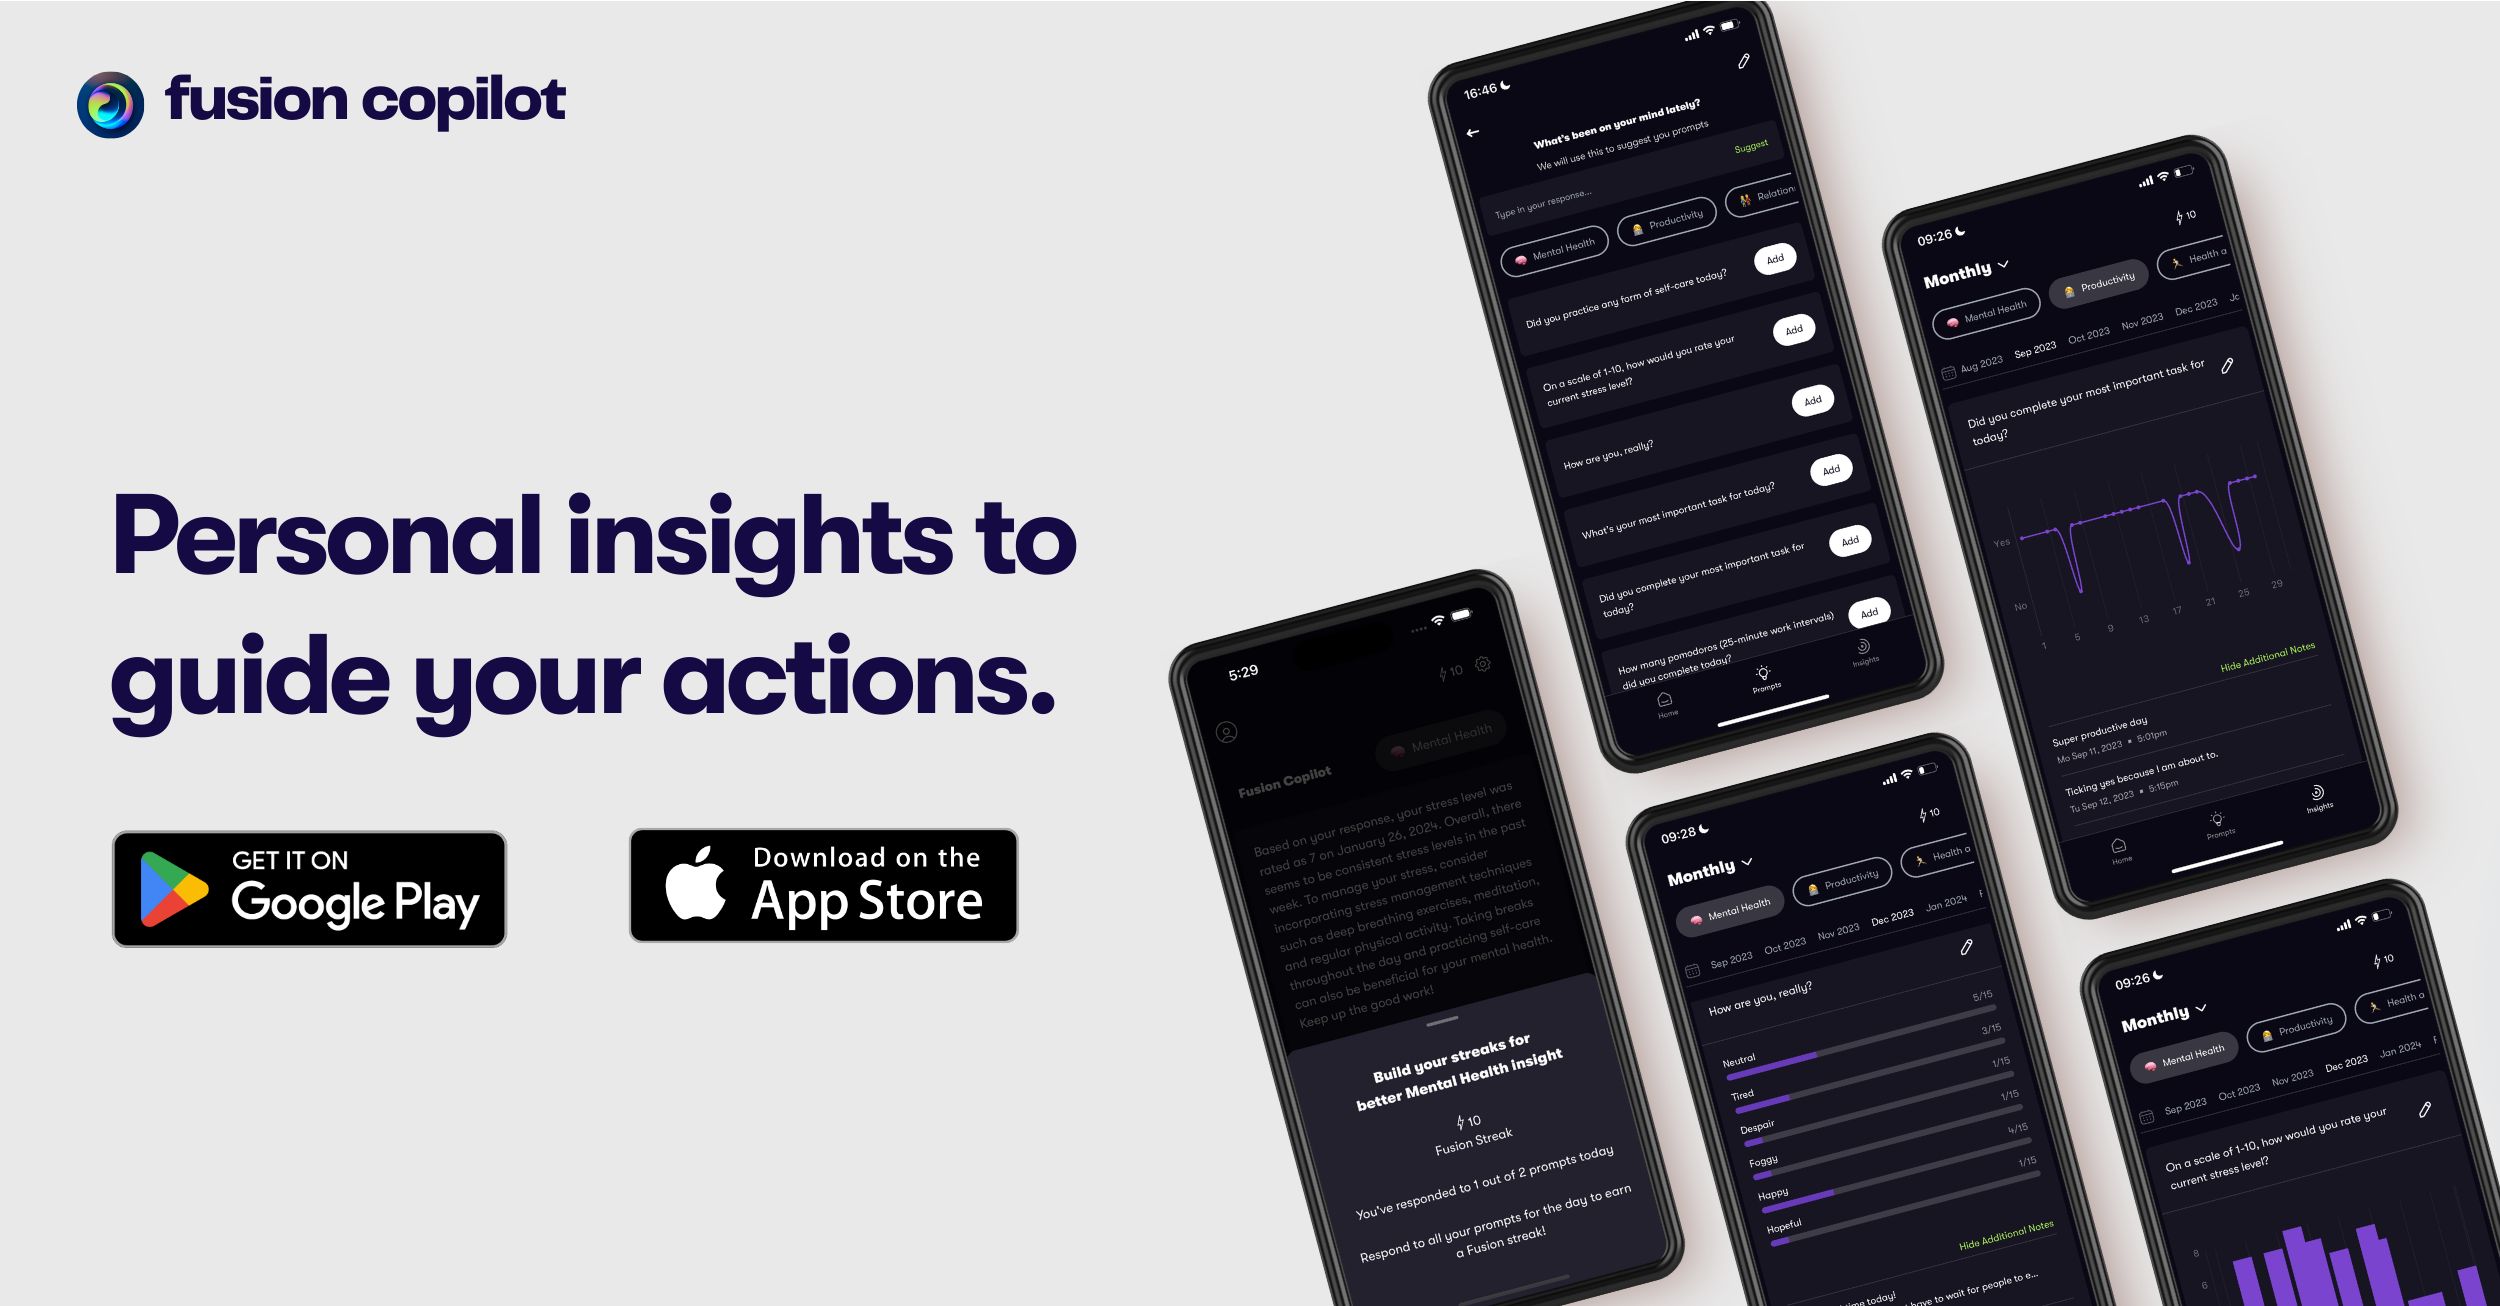 fusion copilot
Personal insights to
guide your actions.
GET IT ON
Google Play
Download on the
App Store
5:29
10
Mental Health
Fusion Copilot
Based on your response, your stress level was
rated as 7 on January 26, 2024. Overall, there
seems to be consistent stress levels in the past
week. To manage your stress, consider
incorporating stress management techniques
such as deep breathing exercises, meditation,
and regular physical activity. Taking breaks
throughout the day and practicing self-care
can also be beneficial for your mental health.
Keep up the good work!
Build your streaks for
better Mental Health insight
10
Fusion Streak
You've responded to 1 out of 2 prompts today
Respond to all your prompts for the day to earn
a Fusion streak!
16:46
What's been on your mind lately?
We will use this to suggest you prompts
Type in your response...
Suggest
Mental Health
Productivity
Relation
Did you practice any form of self-care today?
Add
On a scale of 1-10, how would you rate your
current stress level?
Add
How are you, really?
Add
What's your most important task for today?
Add
Did you complete your most important task for
today?
Add
How many pomodoros (25-minute work intervals)
did you complete today?
Add
Home
Prompts
Insights
09:26
10
Monthly
Mental Health
Productivity
Health a
Aug 2023
Sep 2023
Oct 2023
Nov 2023
Dec 2023
Did you complete your most important task for
today?
Yes
No
1
5
9
13
17
21
25
29
Hide Additional Notes
Super productive day
Mo Sep 11, 2023 • 5:01pm
Ticking yes because I am about to.
Tu Sep 12, 2023 • 5:15pm
Home
Prompts
Insights
09:28
10
Monthly
Mental Health
Productivity
Health a
Sep 2023
Oct 2023
Nov 2023
Dec 2023
Jan 2024
How are you, really?
Neutral
5/15
Tired
3/15
Despair
1/15
Foggy
1/15
Happy
4/15
Hopeful
1/15
Hide Additional Notes
time today!
have to wait for people to e...
09:26
10
Monthly
Mental Health
Productivity
Health a
Sep 2023
Oct 2023
Nov 2023
Dec 2023
Jan 2024
On a scale of 1-10, how would you rate your
current stress level?
8
6